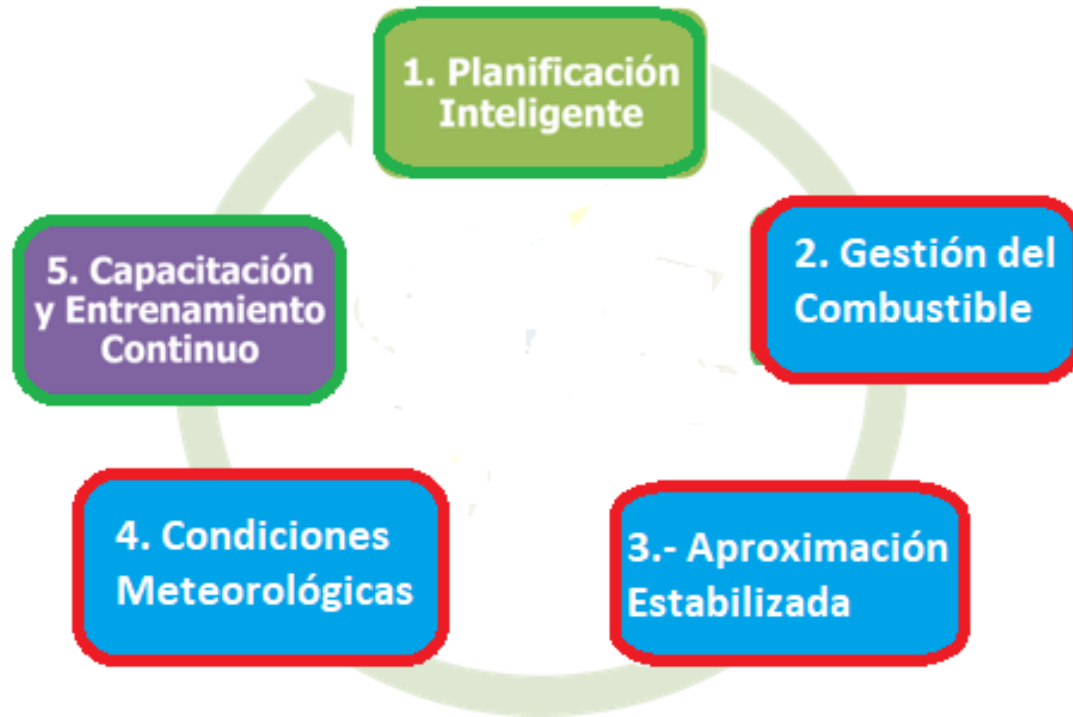 1. Planificación
Inteligente
2. Gestión del
Combustible
3.- Aproximación
Estabilizada
4. Condiciones
Meteorológicas
5. Capacitación
y Entrenamiento
Continuo